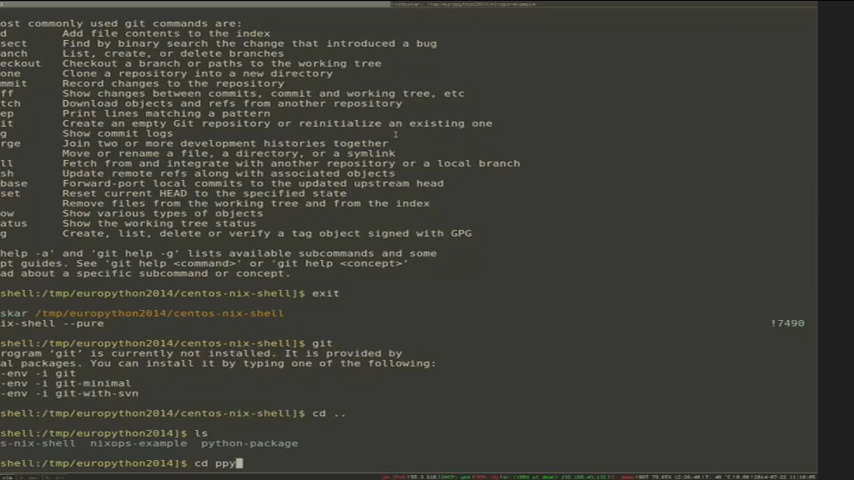 ost commonly used git commands are:
d Add file contents to the index
sect Find by binary search the change that introduced a bug
anch List, create, or delete branches
eckout Checkout a branch or paths to the working tree
one Clone a repository into a new directory
mmit Record changes to the repository
ff Show changes between commits, commit and working tree, etc
tch Download objects and refs from another repository
ep Print lines matching a pattern
it Create an empty Git repository or reinitialize an existing one
g Show commit logs
rge Join two or more development histories together
Move or rename a file, a directory, or a symlink
ll Fetch from and integrate with another repository or a local branch
sh Update remote refs along with associated objects
base Forward-port local commits to the updated upstream head
set Reset current HEAD to the specified state
Remove files from the working tree and from the index
ow Show various types of objects
atus Show the working tree status
g Create, list, delete or verify a tag object signed with GPG
help -a' and 'git help -g' lists available subcommands and some
pt guides. See 'git help <command>' or 'git help <concept>'
ad about a specific subcommand or concept.
shell:/tmp/europython2014/centos-nix-shell]$ exit
skar /tmp/europython2014/centos-nix-shell
ix-shell --pure !7490
shell:/tmp/europython2014/centos-nix-shell]$ git
rogram ‘git’ is currently not installed. It is provided by
al packages. You can install it by typing one of the following:
-env -i git
-env -i git-minimal
-env -i git-with-svn
shell:/tmp/europython2014/centos-nix-shell]$ cd ..
shell:/tmp/europython2014]$ ls
s-nix-shell nixops-example python-package
shell:/tmp/europython2014]$ cd ppy